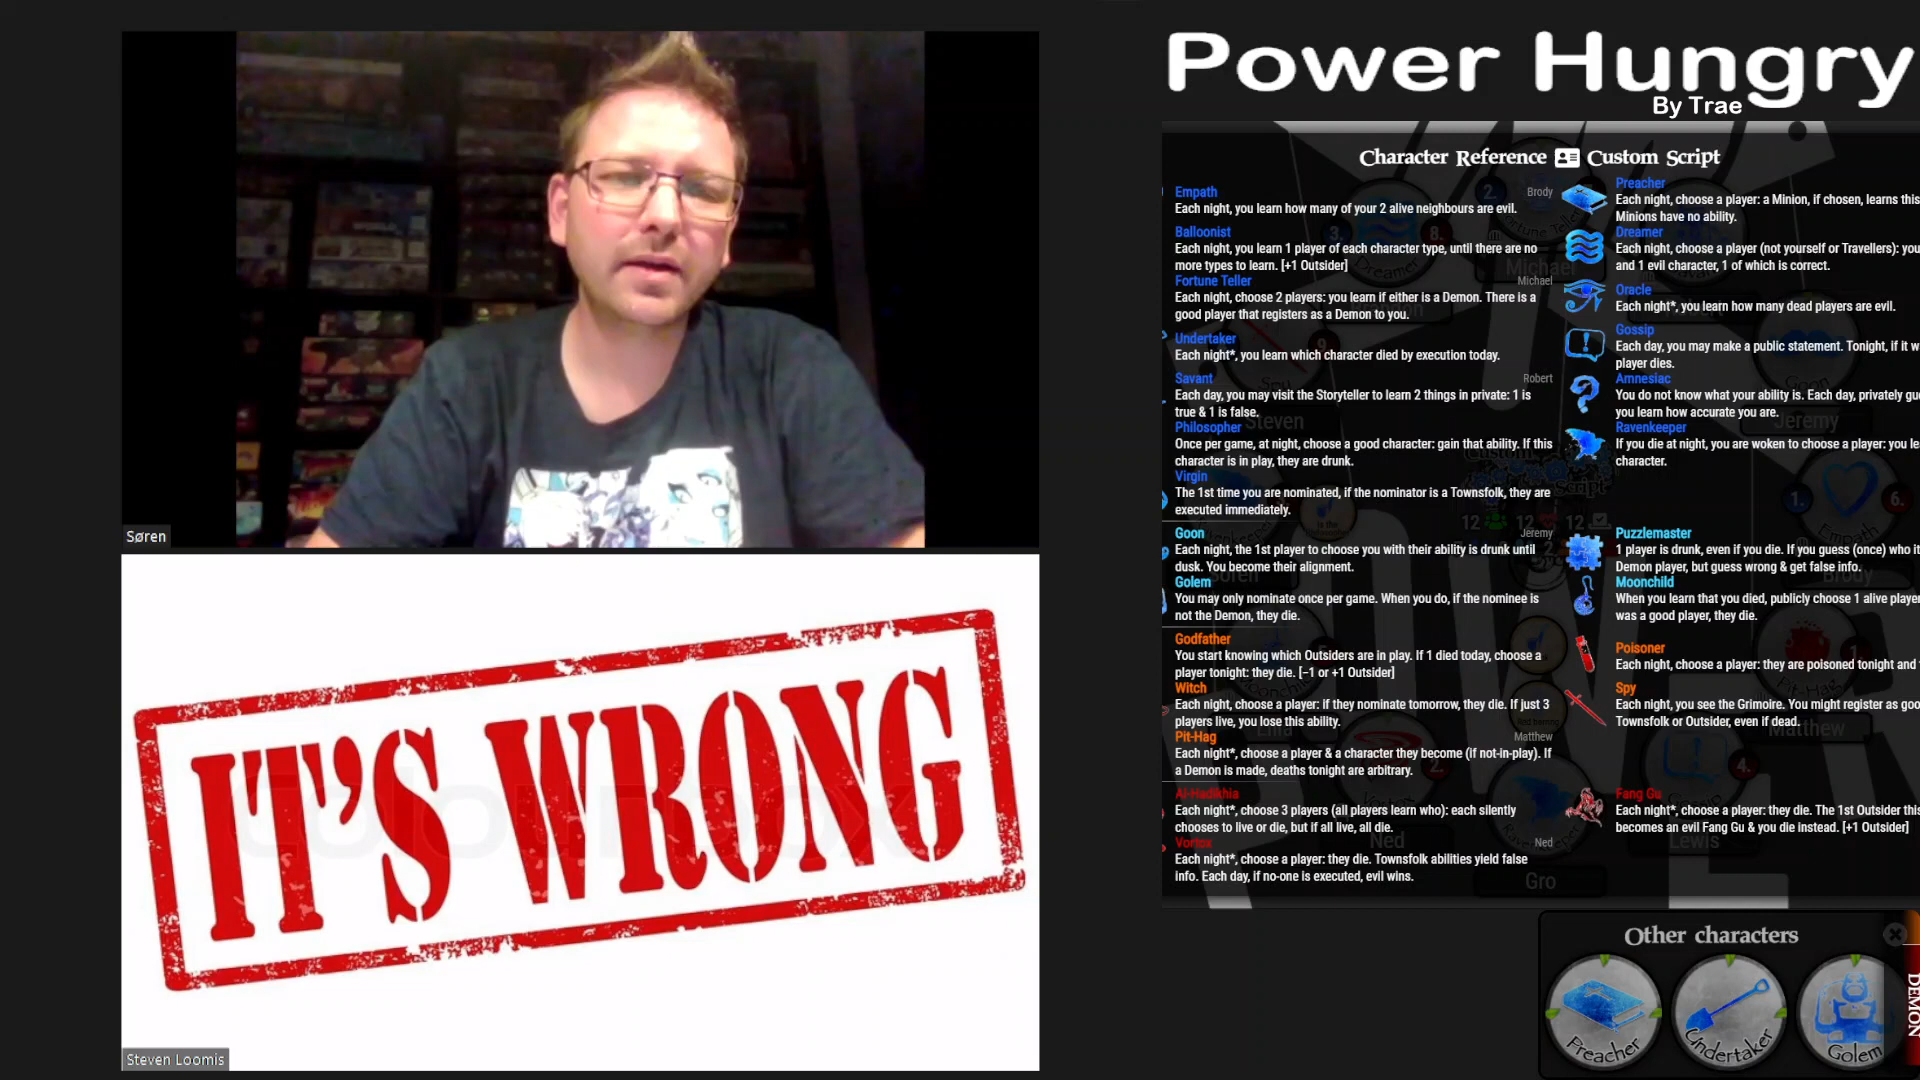 Power Hungry
By Trae
Character Reference Custom Script
Empath
Brody
Each night, you learn how many of your 2 alive neighbours are evil.
Balloonist
Each night, you learn 1 player of each character type, until there are no
more types to learn. [+1 Outsider]
Fortune Teller
Michael
Each night, choose 2 players: you learn if either is a Demon. There is a
good player that registers as a Demon to you.
Undertaker
Each night*, you learn which character died by execution today.
Savant
Robert
Each day, you may visit the Storyteller to learn 2 things in private: 1 is
true & 1 is false.
Philosopher
Once per game, at night, choose a good character: gain that ability. If this
character is in play, they are drunk.
Virgin
The 1st time you are nominated, if the nominator is a Townsfolk, they are
executed immediately.
Goon
Jeremy
Each night, the 1st player to choose you with their ability is drunk until
dusk. You become their alignment.
Golem
You may only nominate once per game. When you do, if the nominee is
not the Demon, they die.
Godfather
You start knowing which Outsiders are in play. If 1 died today, choose a
player tonight: they die. [−1 or +1 Outsider]
Witch
Each night, choose a player: if they nominate tomorrow, they die. If just 3
players live, you lose this ability.
Pit-Hag
Matthew
Each night*, choose a player & a character they become (if not-in-play). If
a Demon is made, deaths tonight are arbitrary.
Al-Hadikhia
Each night*, choose 3 players (all players learn who): each silently
chooses to live or die, but if all live, all die.
Vortox
Ned
Each night*, choose a player: they die. Townsfolk abilities yield false
info. Each day, if no-one is executed, evil wins.
Preacher
Each night, choose a player: a Minion, if chosen, learns this
Minions have no ability.
Dreamer
Each night, choose a player (not yourself or Travellers): you
and 1 evil character, 1 of which is correct.
Oracle
Each night*, you learn how many dead players are evil.
Gossip
Each day, you may make a public statement. Tonight, if it w
player dies.
Amnesiac
You do not know what your ability is. Each day, privately gu
you learn how accurate you are.
Ravenkeeper
If you die at night, you are woken to choose a player: you le
character.
Puzzlemaster
1 player is drunk, even if you die. If you guess (once) who it
Demon player, but guess wrong & get false info.
Moonchild
When you learn that you died, publicly choose 1 alive player
was a good player, they die.
Poisoner
Each night, choose a player: they are poisoned tonight and
Spy
Each night, you see the Grimoire. You might register as goo
Townsfolk or Outsider, even if dead.
Fang Gu
Each night*, choose a player: they die. The 1st Outsider this
becomes an evil Fang Gu & you die instead. [+1 Outsider]
Steven
Jeremy
Michael
Søren
Brody
Matthew
Ned
Lewis
Gro
Other characters
Preacher
Undertaker
Golem
DEMON
Søren
IT'S WRONG
Steven Loomis